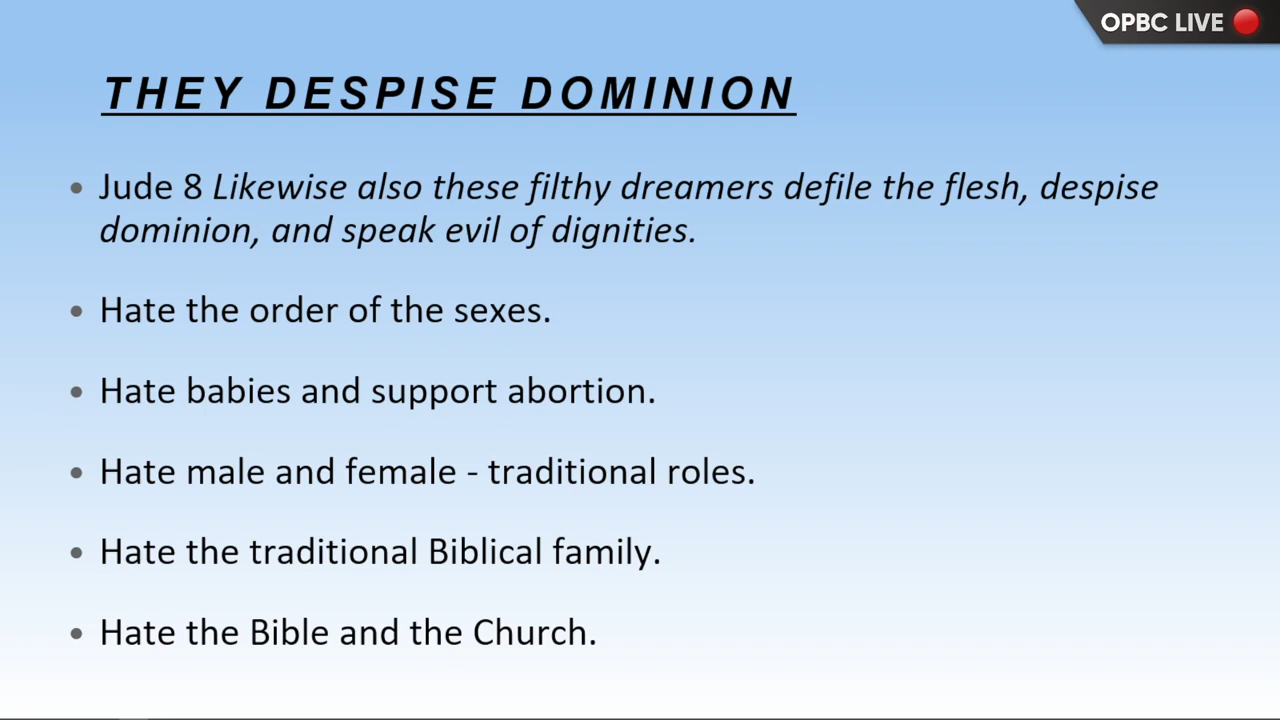 OPBC LIVE
THEY DESPISE DOMINION
• Jude 8 Likewise also these filthy dreamers defile the flesh, despise
dominion, and speak evil of dignities.
• Hate the order of the sexes.
• Hate babies and support abortion.
• Hate male and female - traditional roles.
• Hate the traditional Biblical family.
• Hate the Bible and the Church.